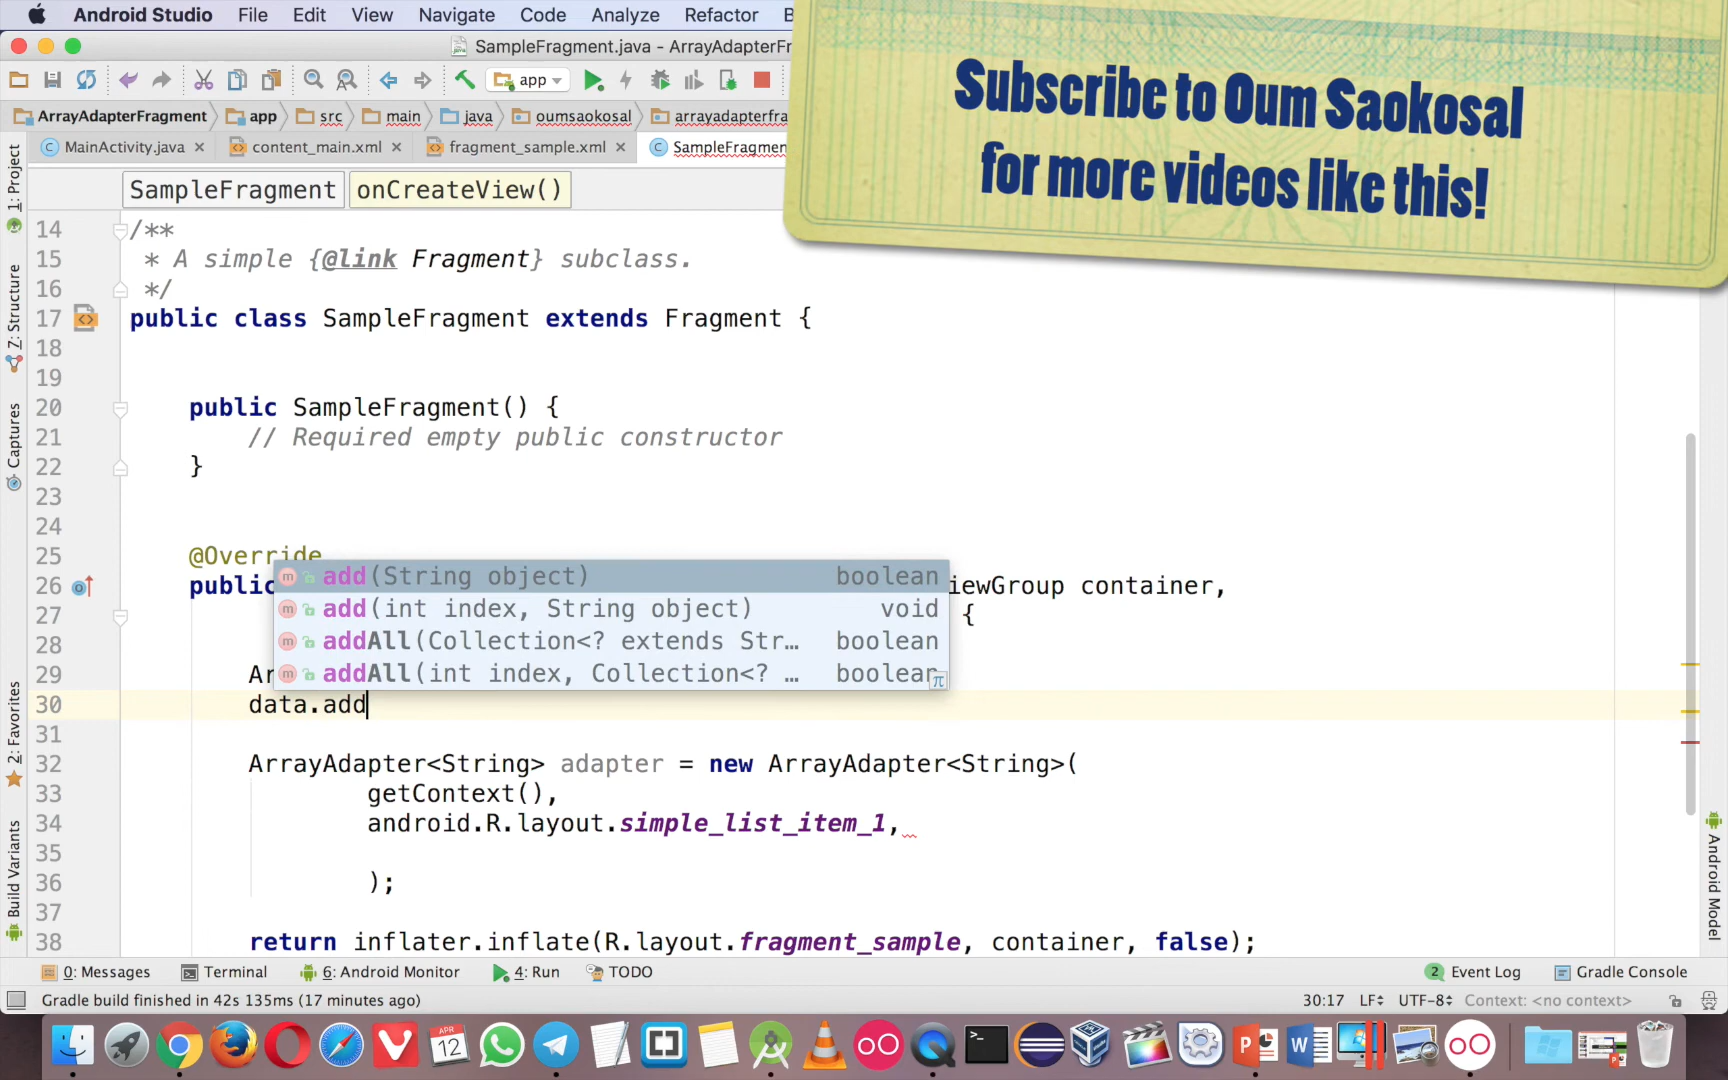 Android Studio File Edit View Navigate Code Analyze Refactor B
SampleFragment.java - ArrayAdapterFr
Subscribe to Oum Saokosal
for more videos like this!
app
ArrayAdapterFragment app src main java oumsaokosal arrayadapterfra
MainActivity.java content_main.xml fragment_sample.xml SampleFragmen
SampleFragment onCreateView()
1: Project
7: Structure
Captures
2: Favorites
Build Variants
Android Model
14 /**
15 * A simple {@link Fragment} subclass.
16 */
17 public class SampleFragment extends Fragment {
18
19
20 public SampleFragment() {
21 // Required empty public constructor
22 }
23
24
25 @Override
26 public iewGroup container,
27 {
28
29 Ar
30 data.add
31
32 ArrayAdapter<String> adapter = new ArrayAdapter<String>(
33 getContext(),
34 android.R.layout.simple_list_item_1,
35
36 );
37
38 return inflater.inflate(R.layout.fragment_sample, container, false);
m add(String object) boolean
m add(int index, String object) void
m addAll(Collection<? extends Str... boolean
m addAll(int index, Collection<? ... boolean
π
0: Messages Terminal 6: Android Monitor 4: Run TODO 2 Event Log Gradle Console
Gradle build finished in 42s 135ms (17 minutes ago) 30:17 LF UTF-8 Context: <no context>
APR
12